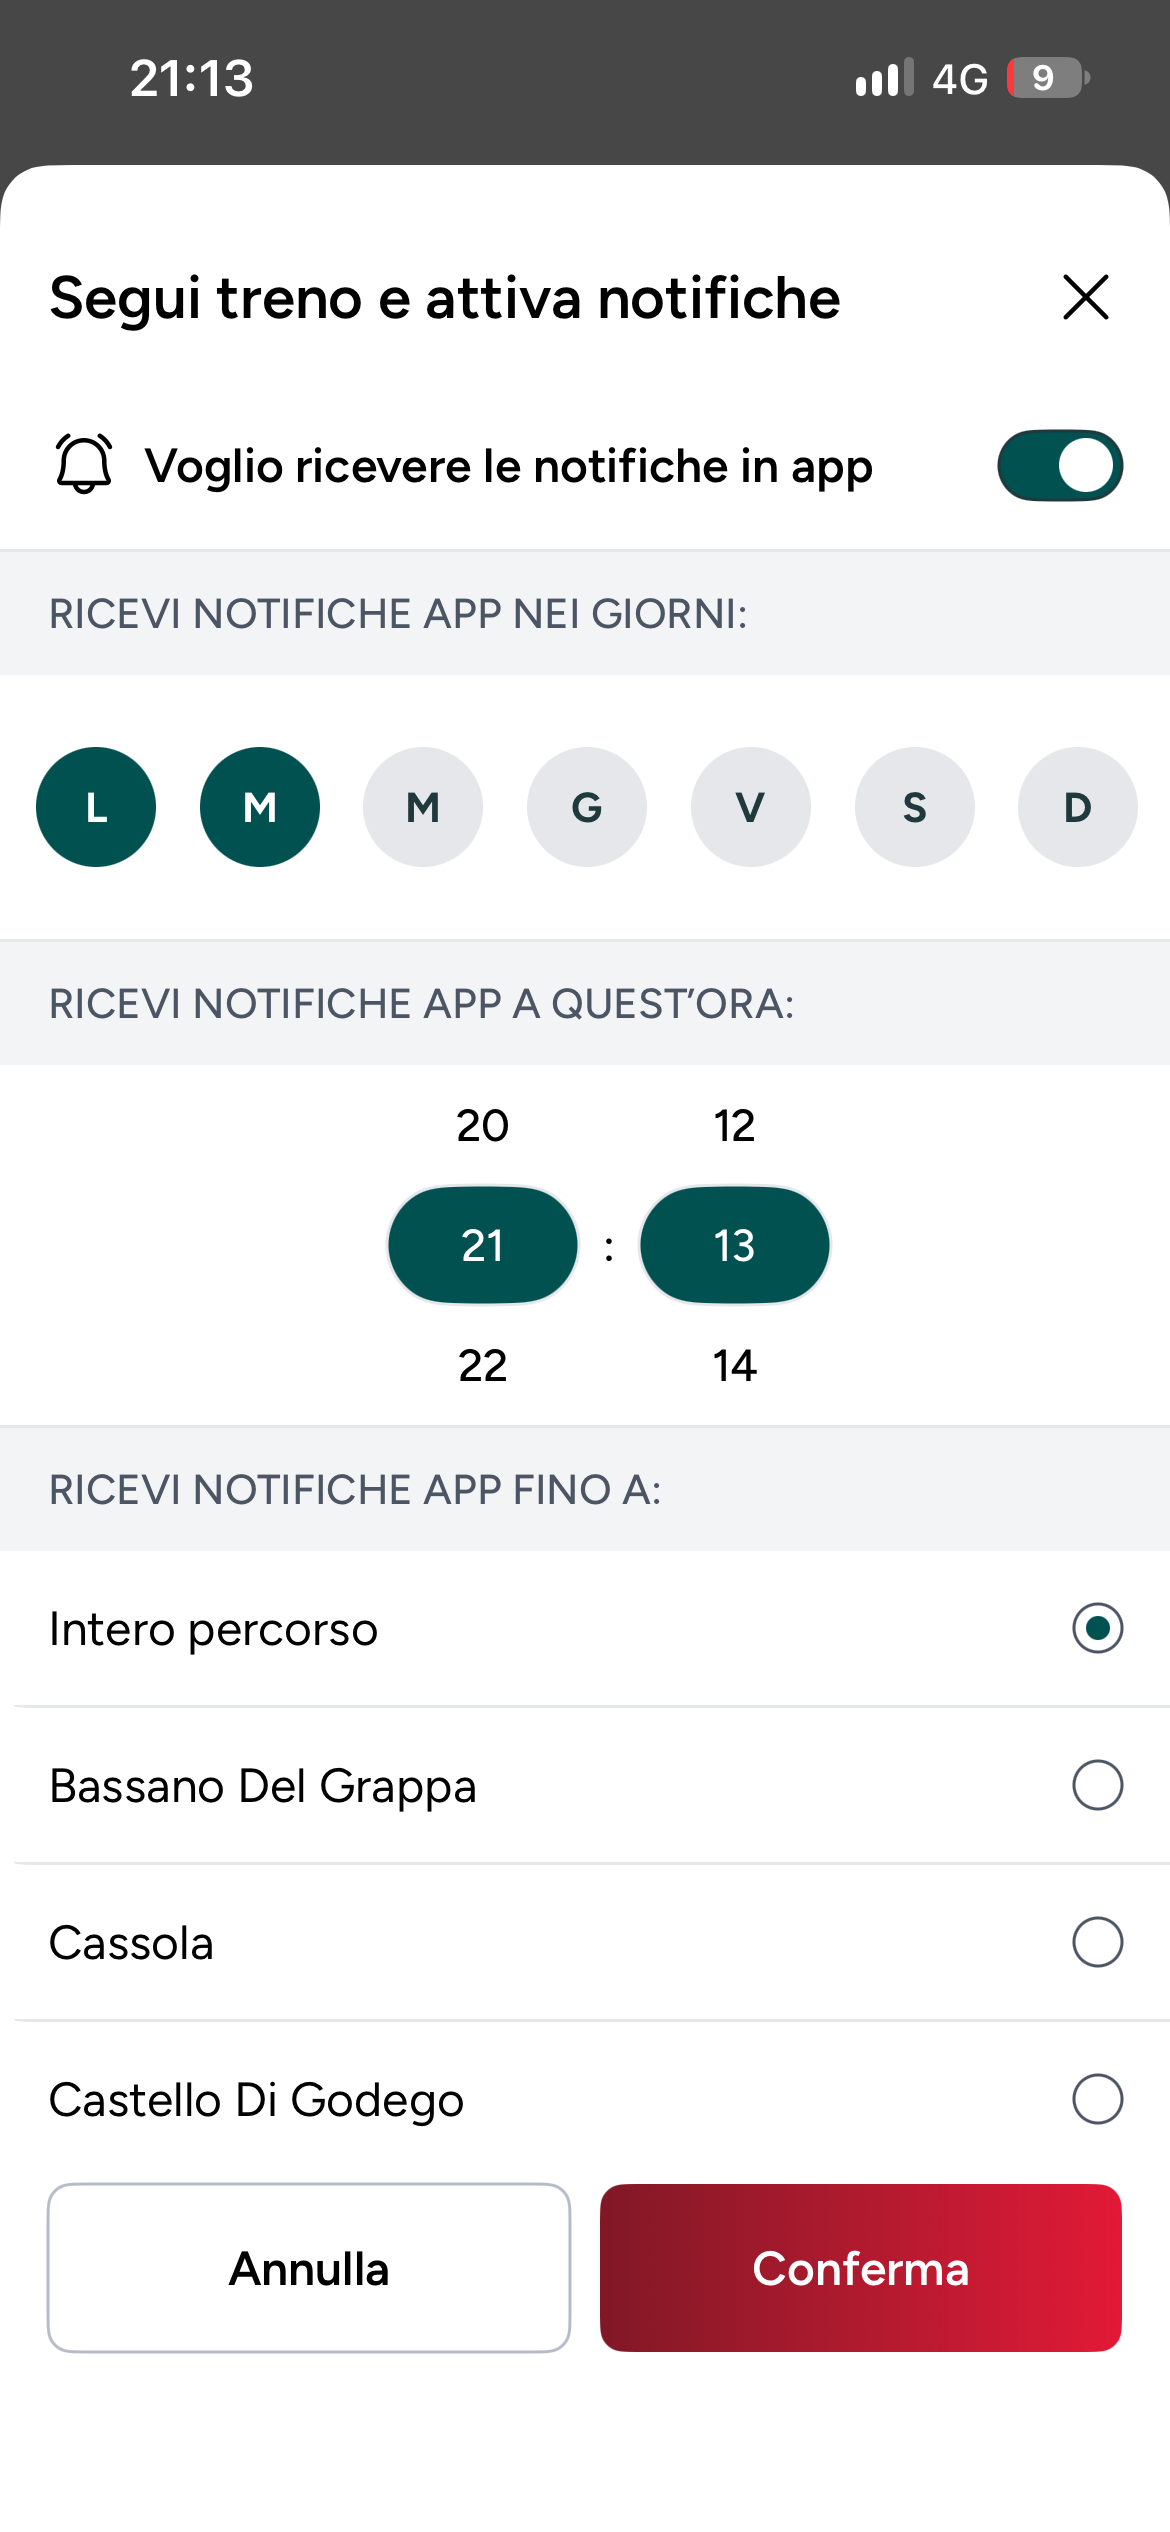 21:13 4G 9
Segui treno e attiva notifiche
Voglio ricevere le notifiche in app
RICEVI NOTIFICHE APP NEI GIORNI:
L M M G V S D
RICEVI NOTIFICHE APP A QUEST’ORA:
20 12
21 : 13
22 14
RICEVI NOTIFICHE APP FINO A:
Intero percorso
Bassano Del Grappa
Cassola
Castello Di Godego
Annulla Conferma